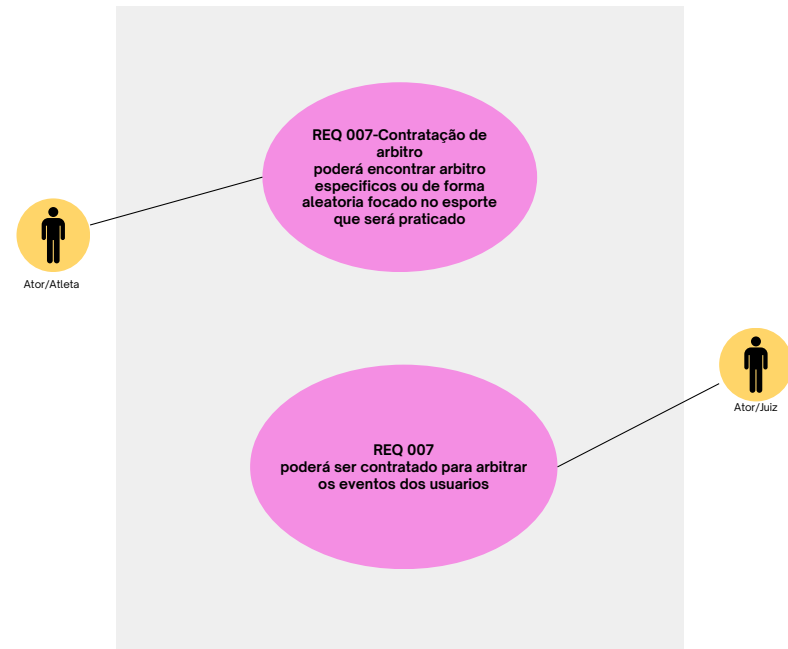 REQ 007-Contratação de
arbitro
poderá encontrar arbitro
especificos ou de forma
aleatoria focado no esporte
que será praticado
Ator/Atleta
Ator/Juiz
REQ 007
poderá ser contratado para arbitrar
os eventos dos usuarios